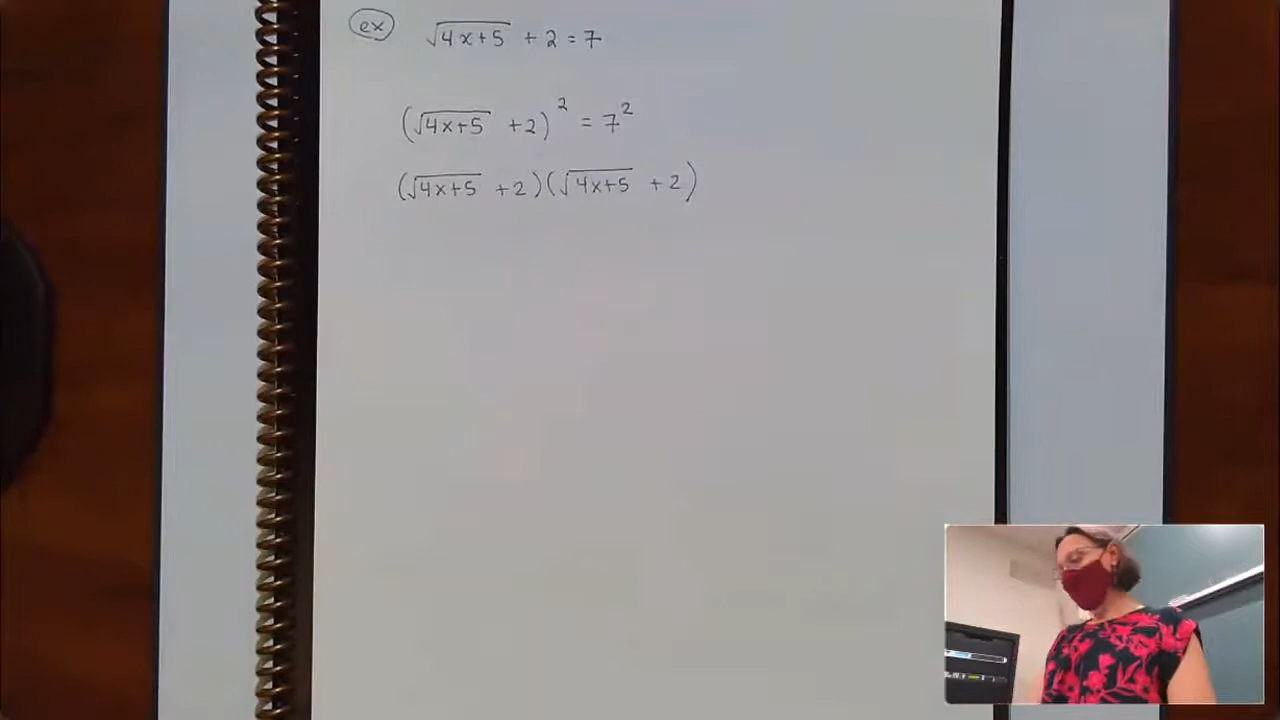 ex √4x+5 + 2 = 7
(√4x+5 + 2)² = 7²
(√4x+5 + 2)(√4x+5 + 2)